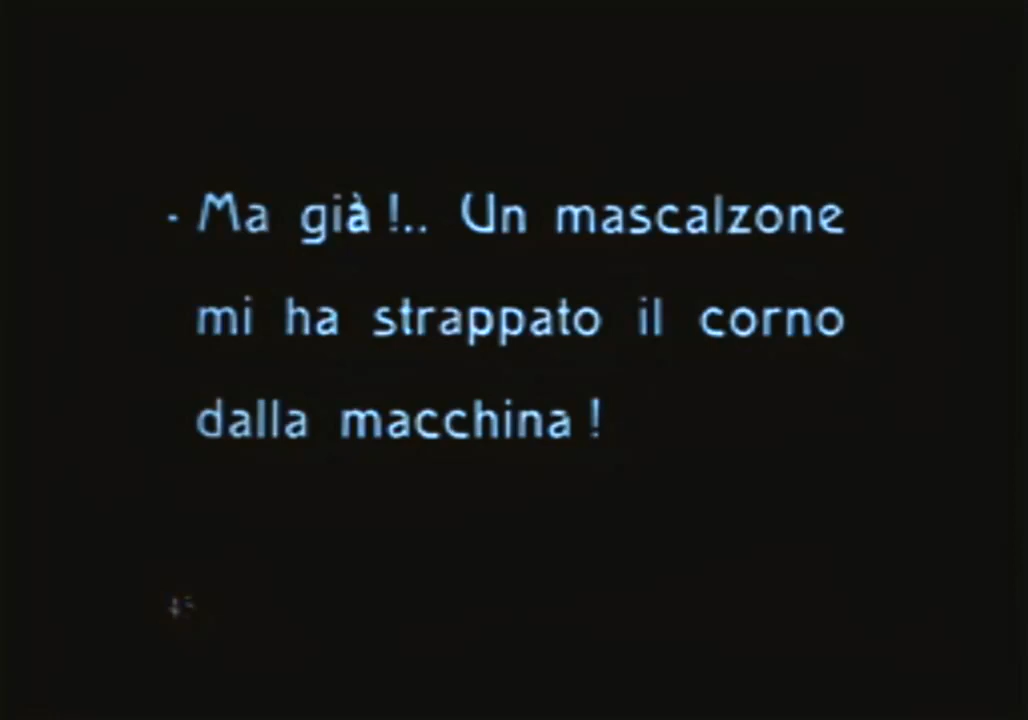 - Ma già!.. Un mascalzone
mi ha strappato il corno
dalla macchina!